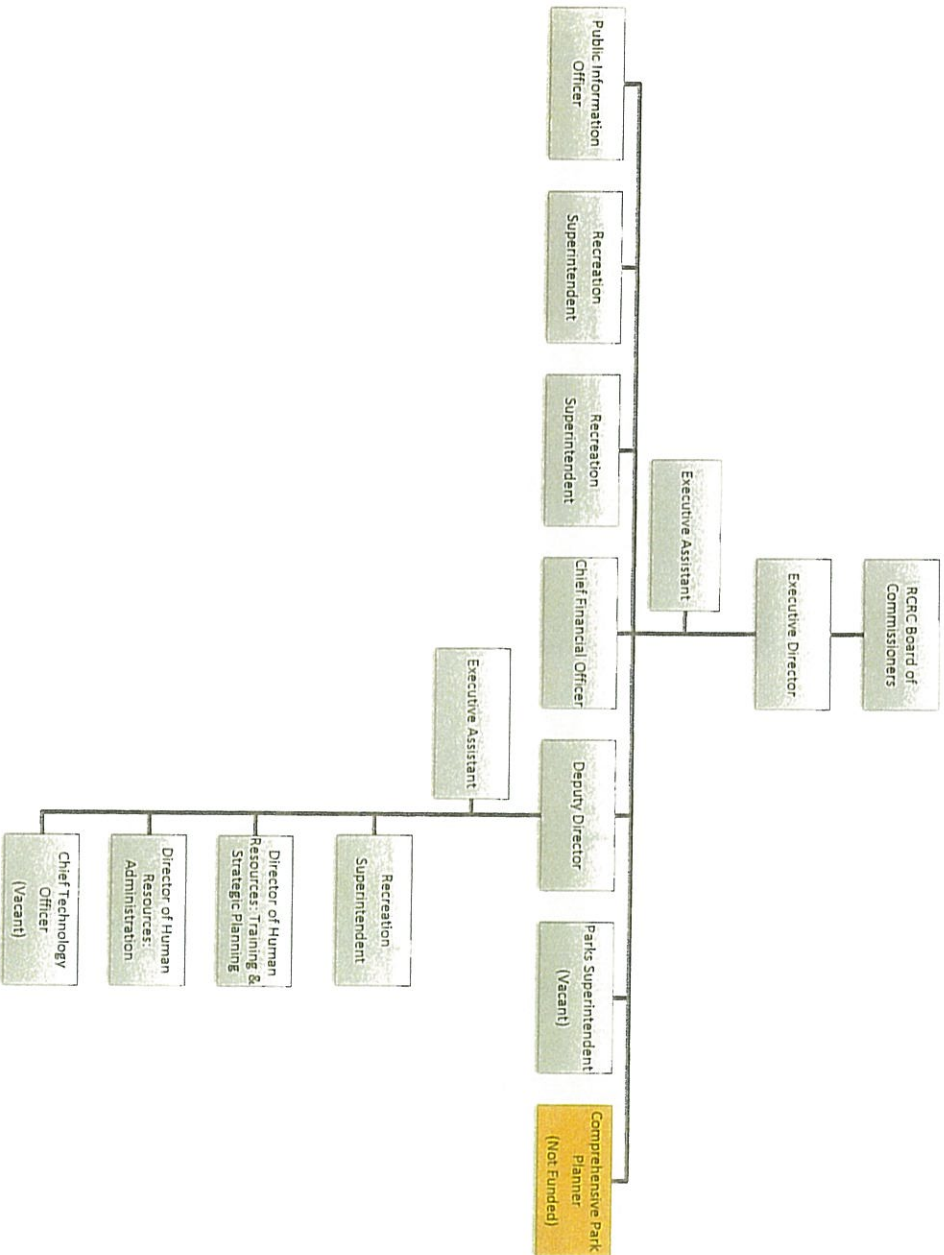 RCRC Board of
Commissioners
Executive Director
Executive Assistant
Public Information
Officer
Recreation
Superintendent
Recreation
Superintendent
Chief Financial Officer
Deputy Director
Parks Superintendent
(Vacant)
Comprehensive Park
Planner
(Not Funded)
Executive Assistant
Recreation
Superintendent
Director of Human
Resources: Training &
Strategic Planning
Director of Human
Resources:
Administration
Chief Technology
Officer
(Vacant)